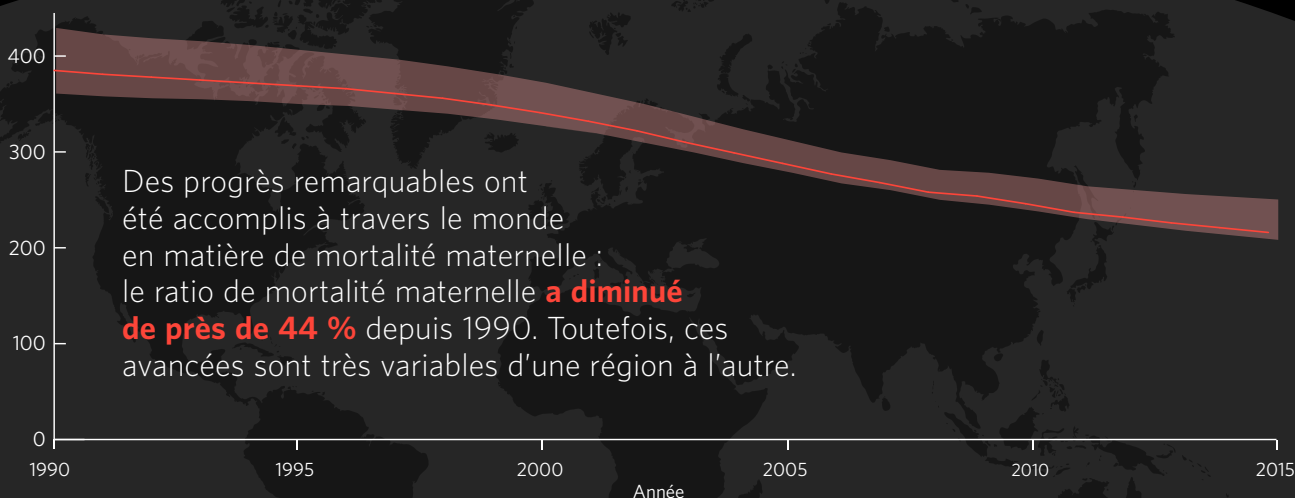 400
300
Des progrès remarquables ont
été accomplis à travers le monde
200
en matière de mortalité maternelle :
le ratio de mortalité maternelle a diminué
de près de 44 % depuis 1990. Toutefois, ces
100
avancées sont très variables d'une région à l'autre.
0
1990 1995 2000 2005 2010 2015
Année